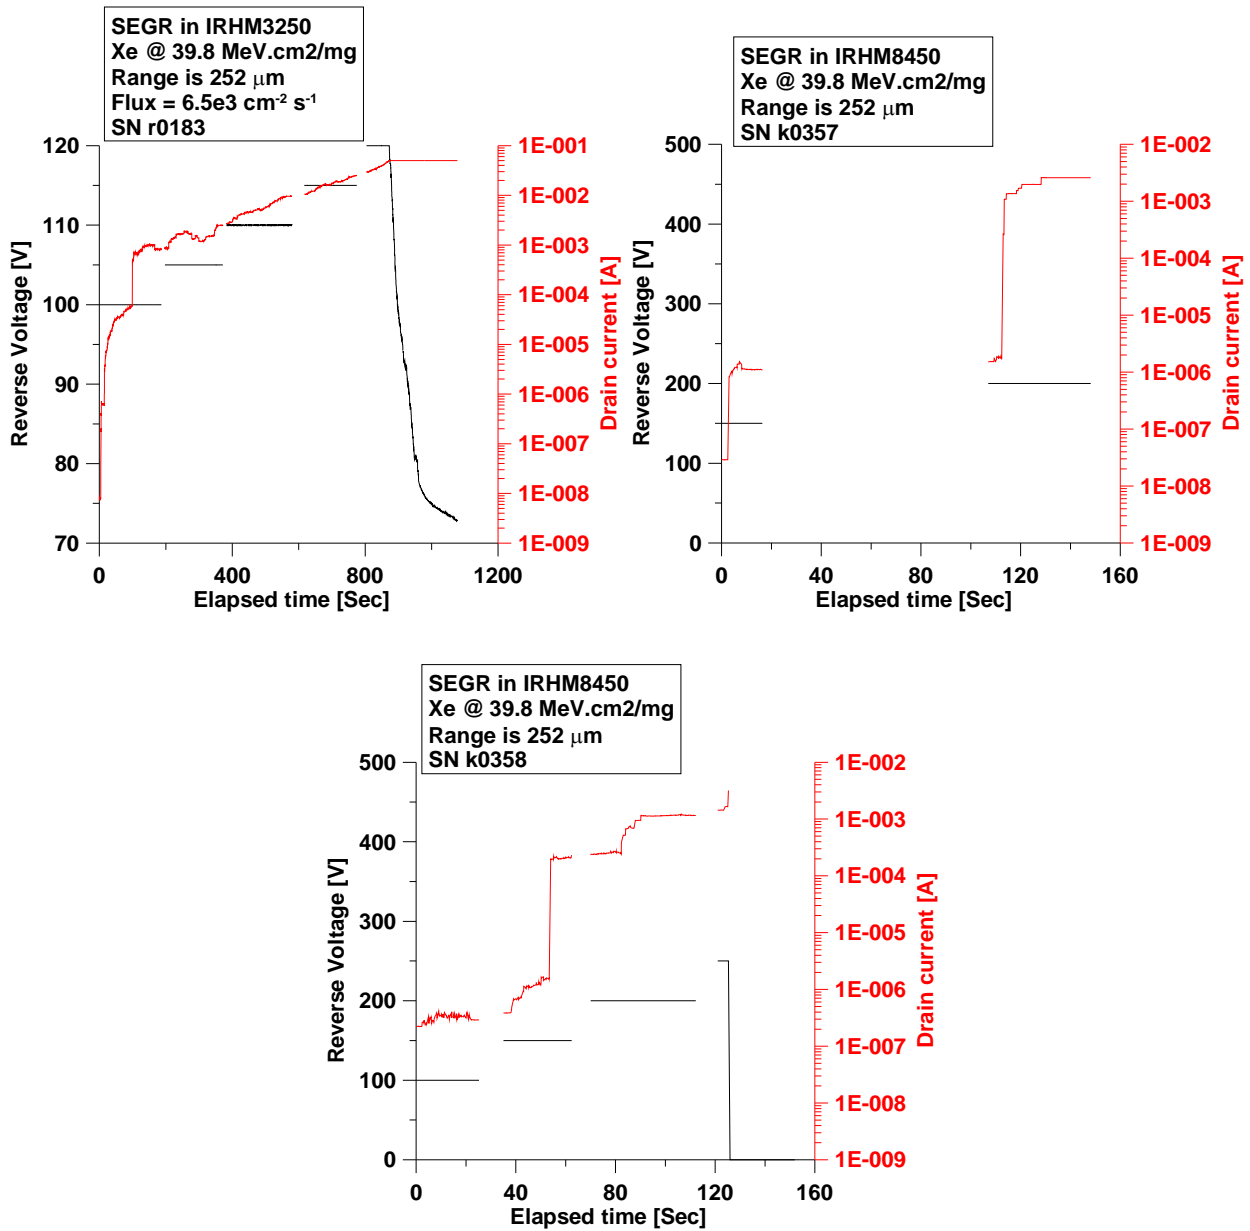 SEGR in IRHM3250
Xe @ 39.8 MeV.cm2/mg
Range is 252 µm
Flux = 6.5e3 cm⁻² s⁻¹
SN r0183
120
110
100
90
80
70
Reverse Voltage [V]
0
400
800
1200
Elapsed time [Sec]
1E-001
1E-002
1E-003
1E-004
1E-005
1E-006
1E-007
1E-008
1E-009
Drain current [A]
SEGR in IRHM8450
Xe @ 39.8 MeV.cm2/mg
Range is 252 µm
SN k0357
500
400
300
200
100
0
Reverse Voltage [V]
0
40
80
120
160
Elapsed time [Sec]
1E-002
1E-003
1E-004
1E-005
1E-006
1E-007
1E-008
1E-009
Drain current [A]
SEGR in IRHM8450
Xe @ 39.8 MeV.cm2/mg
Range is 252 µm
SN k0358
500
400
300
200
100
0
Reverse Voltage [V]
0
40
80
120
160
Elapsed time [Sec]
1E-002
1E-003
1E-004
1E-005
1E-006
1E-007
1E-008
1E-009
Drain current [A]